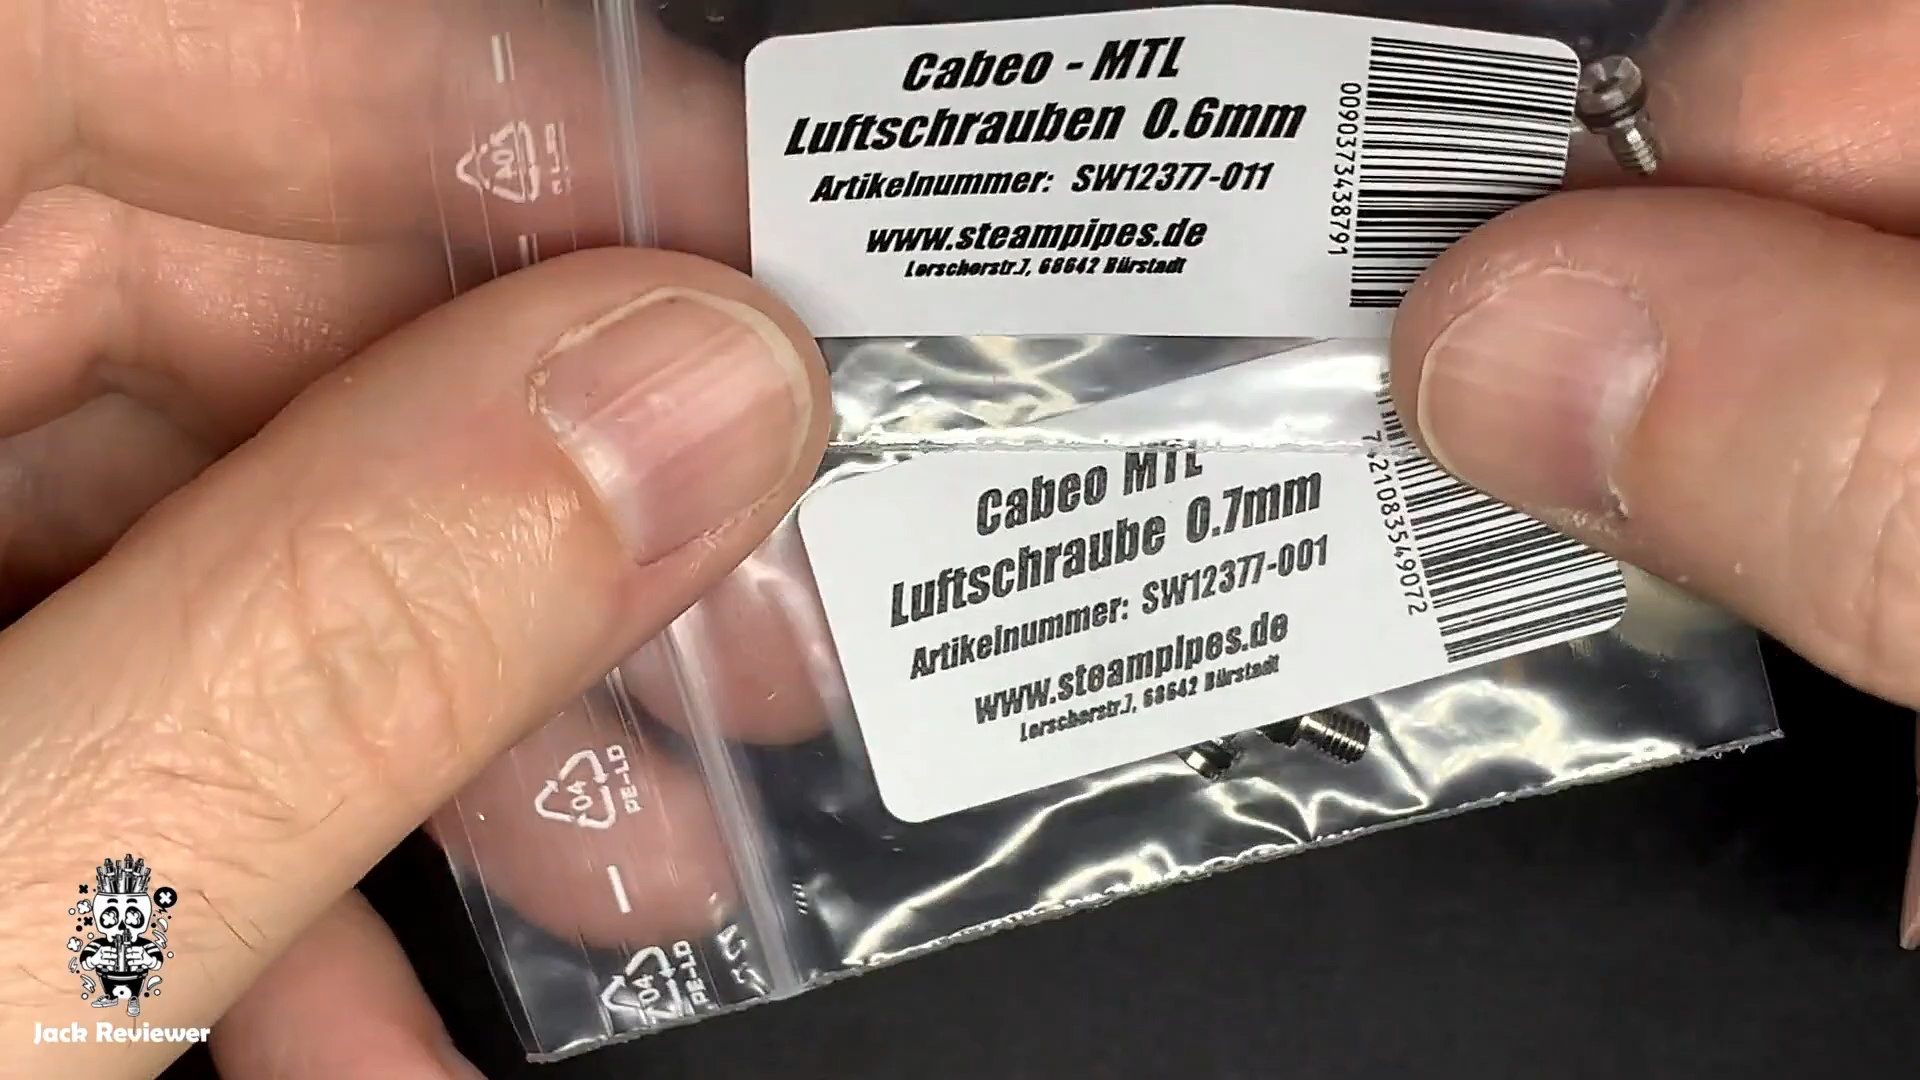 Cabeo - MTL
Luftschrauben 0.6mm
Artikelnummer: SW12377-011
www.steampipes.de
Lorscherstr.7, 68642 Bürstadt
0090373438791
Cabeo MTL
Luftschraube 0.7mm
Artikelnummer: SW12377-001
www.steampipes.de
Lorscherstr.7, 68642 Bürstadt
7421083549072
04
PE-LD
04
PE-LD
Jack Reviewer